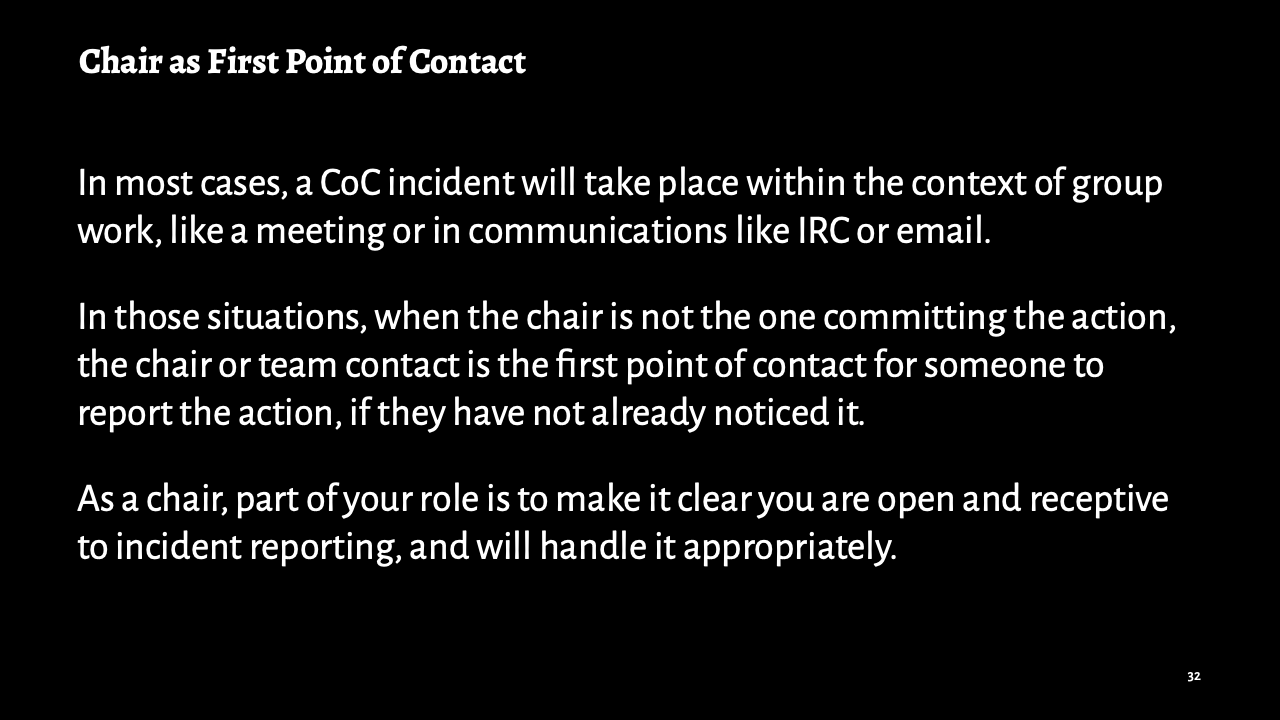 Chair as First Point of Contact
In most cases, a CoC incident will take place within the context of group
work, like a meeting or in communications like IRC or email.
In those situations, when the chair is not the one committing the action,
the chair or team contact is the first point of contact for someone to
report the action, if they have not already noticed it.
As a chair, part of your role is to make it clear you are open and receptive
to incident reporting, and will handle it appropriately.
32